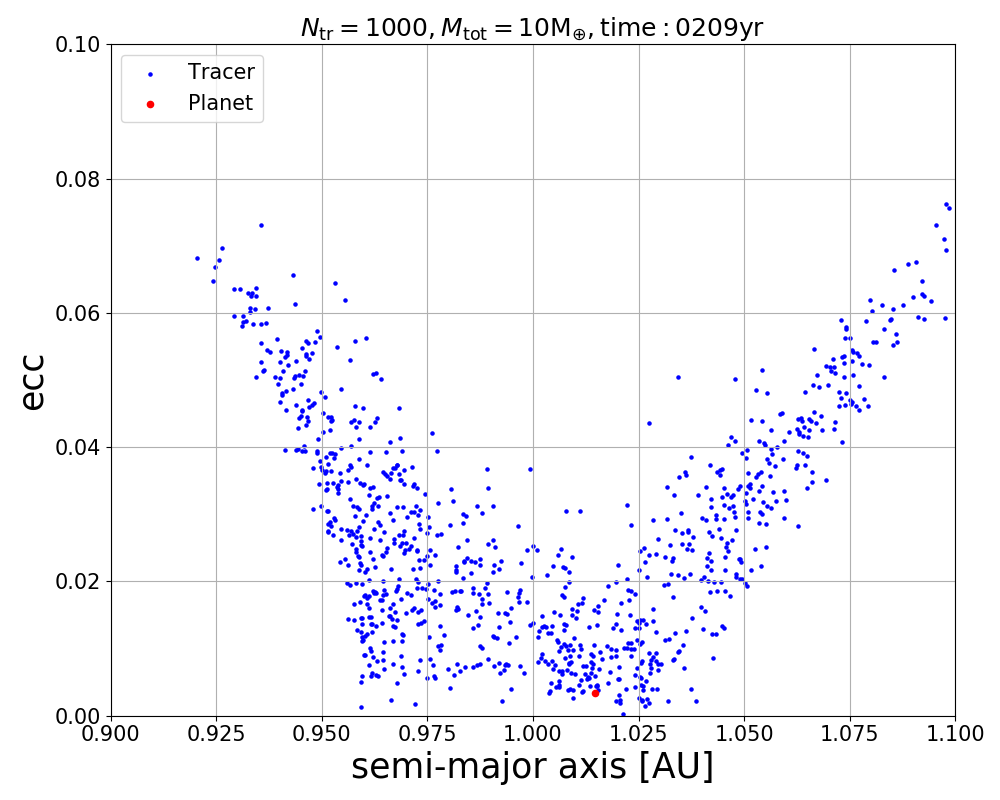 N_tr = 1000, M_tot = 10M_⊕, time : 0209yr
Tracer
Planet
ecc
0.10
0.08
0.06
0.04
0.02
0.00
0.900 0.925 0.950 0.975 1.000 1.025 1.050 1.075 1.100
semi-major axis [AU]